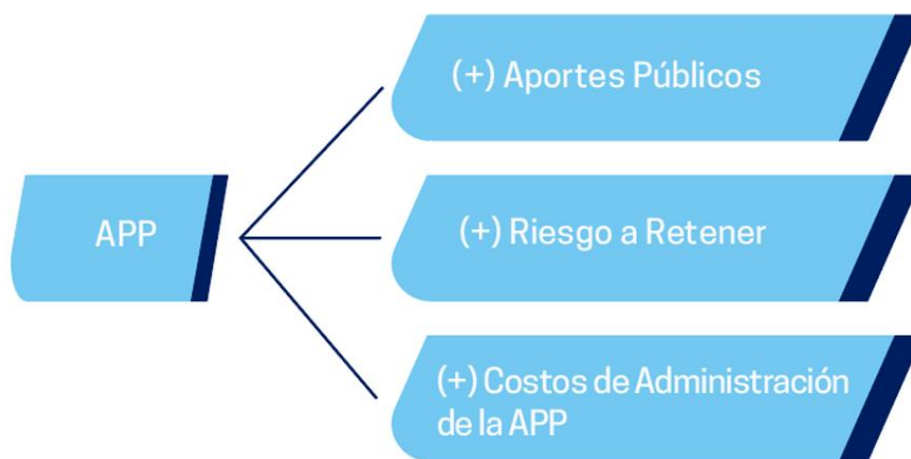 (+) Aportes Públicos
APP
(+) Riesgo a Retener
(+) Costos de Administración
de la APP